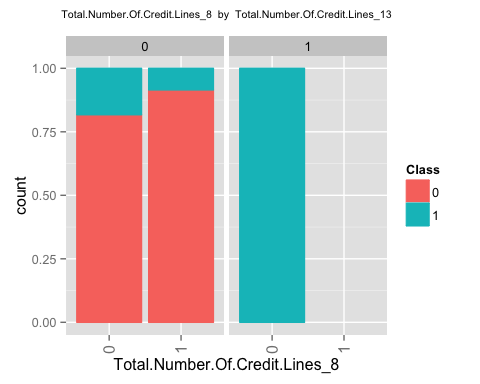 Total.Number.Of.Credit.Lines_8 by Total.Number.Of.Credit.Lines_13
0 1
1.00
0.75
0.50
0.25
0.00
count
0 1 0 1
Total.Number.Of.Credit.Lines_8
Class
0
1